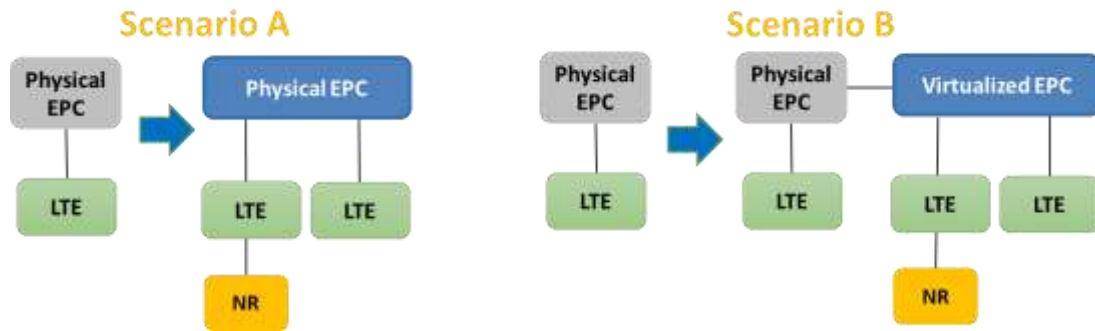 Scenario A
Physical
EPC
Physical EPC
LTE
LTE
LTE
NR
Scenario B
Physical
EPC
Physical
EPC
Virtualized EPC
LTE
LTE
LTE
LTE
NR